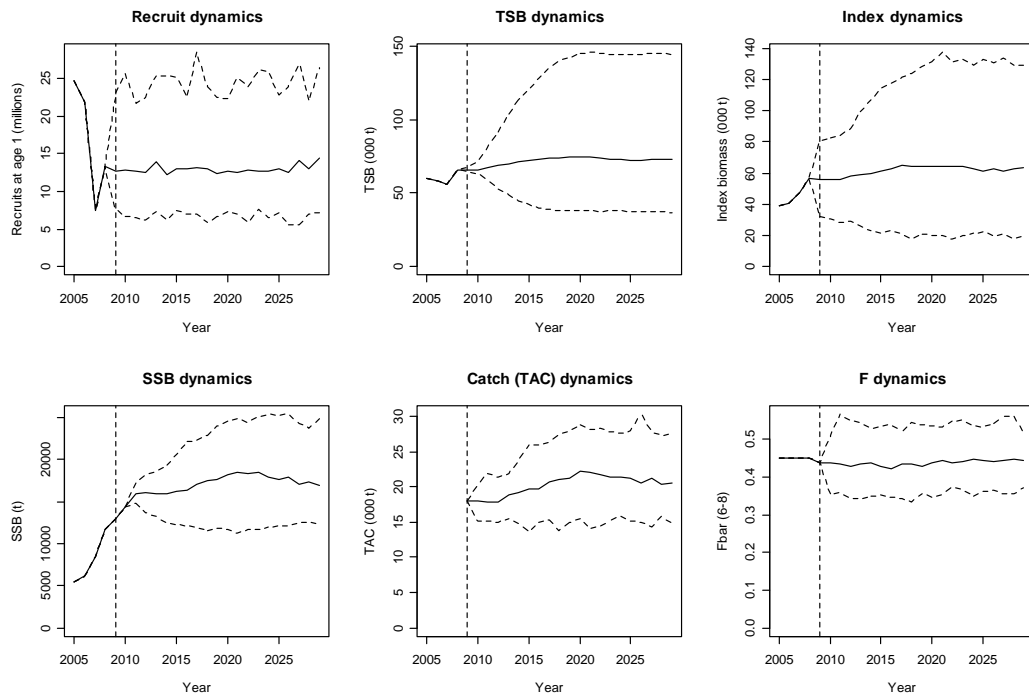 Recruit dynamics
Recruits at age 1 (millions)
0 5 10 15 20 25
2005 2010 2015 2020 2025
Year
TSB dynamics
TSB (000 t)
0 50 100 150
2005 2010 2015 2020 2025
Year
Index dynamics
Index biomass (000 t)
0 20 40 60 80 100 120 140
2005 2010 2015 2020 2025
Year
SSB dynamics
SSB (t)
0 5000 10000 20000
2005 2010 2015 2020 2025
Year
Catch (TAC) dynamics
TAC (000 t)
0 5 10 15 20 25 30
2005 2010 2015 2020 2025
Year
F dynamics
Fbar (6-8)
0.0 0.1 0.2 0.3 0.4 0.5
2005 2010 2015 2020 2025
Year